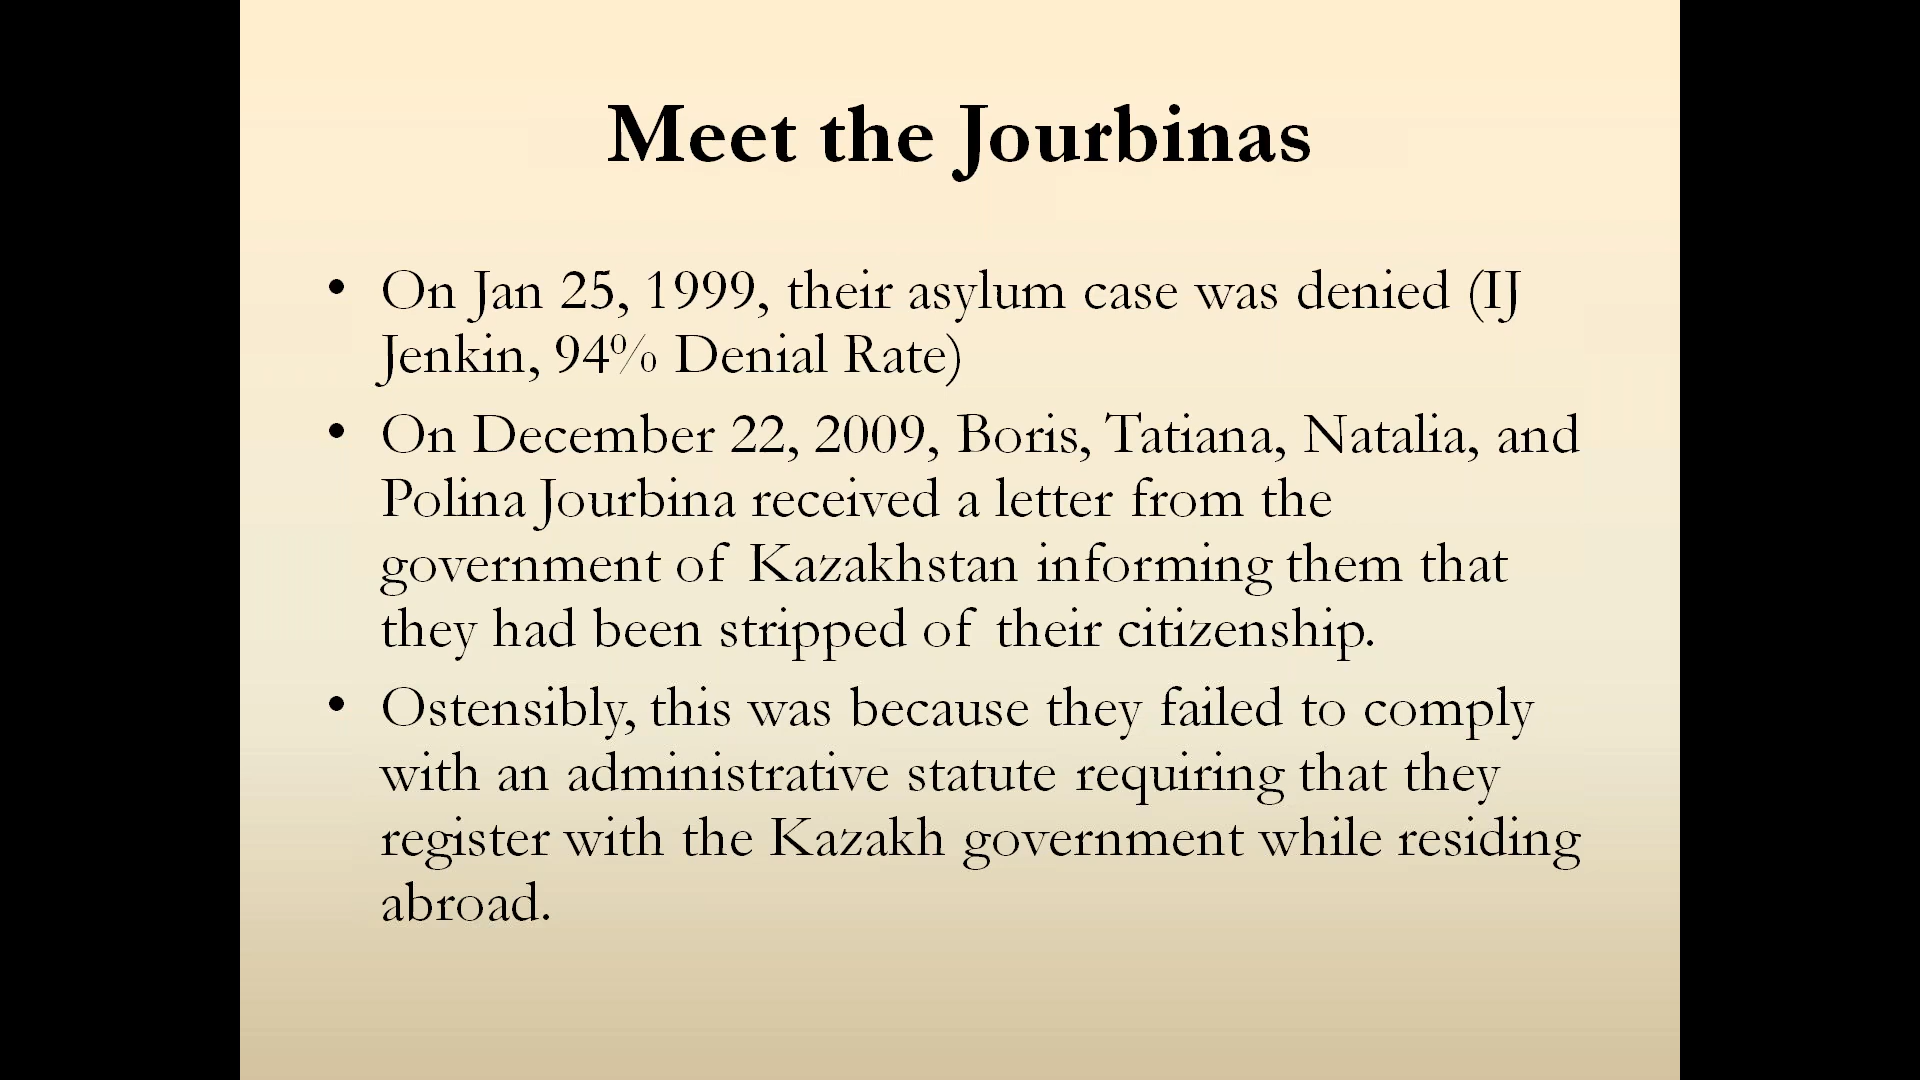 Meet the Jourbinas
• On Jan 25, 1999, their asylum case was denied (IJ
Jenkin, 94% Denial Rate)
• On December 22, 2009, Boris, Tatiana, Natalia, and
Polina Jourbina received a letter from the
government of Kazakhstan informing them that
they had been stripped of their citizenship.
• Ostensibly, this was because they failed to comply
with an administrative statute requiring that they
register with the Kazakh government while residing
abroad.